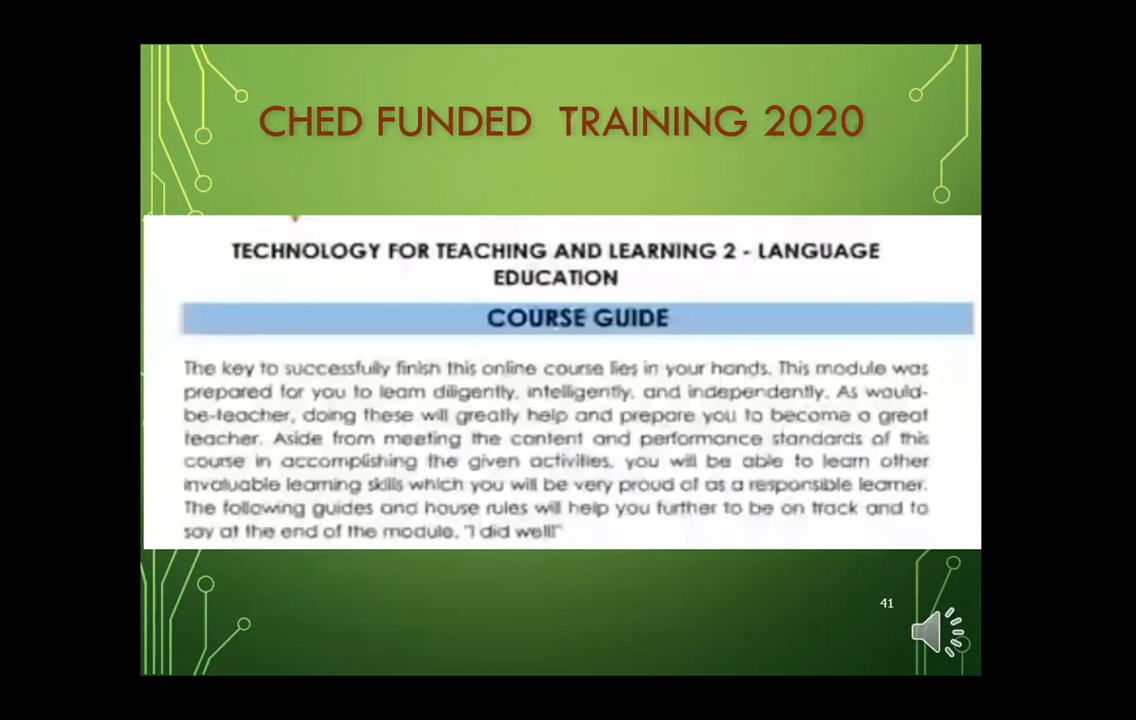 CHED FUNDED TRAINING 2020
TECHNOLOGY FOR TEACHING AND LEARNING 2 - LANGUAGE
EDUCATION
COURSE GUIDE
The key to successfully finish this online course lies in your hands. This module was
prepared for you to learn diligently, intelligently, and independently. As would-
be-teacher, doing these will greatly help and prepare you to become a great
teacher. Aside from meeting the content and performance standards of this
course in accomplishing the given activities, you will be able to learn other
invaluable learning skills which you will be very proud of as a responsible learner.
The following guides and house rules will help you further to be on track and to
say at the end of the module, "I did well!"
41